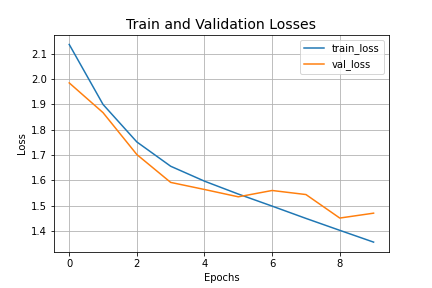 Train and Validation Losses
train_loss
val_loss
2.1
2.0
1.9
1.8
1.7
1.6
1.5
1.4
Loss
0
2
4
6
8
Epochs